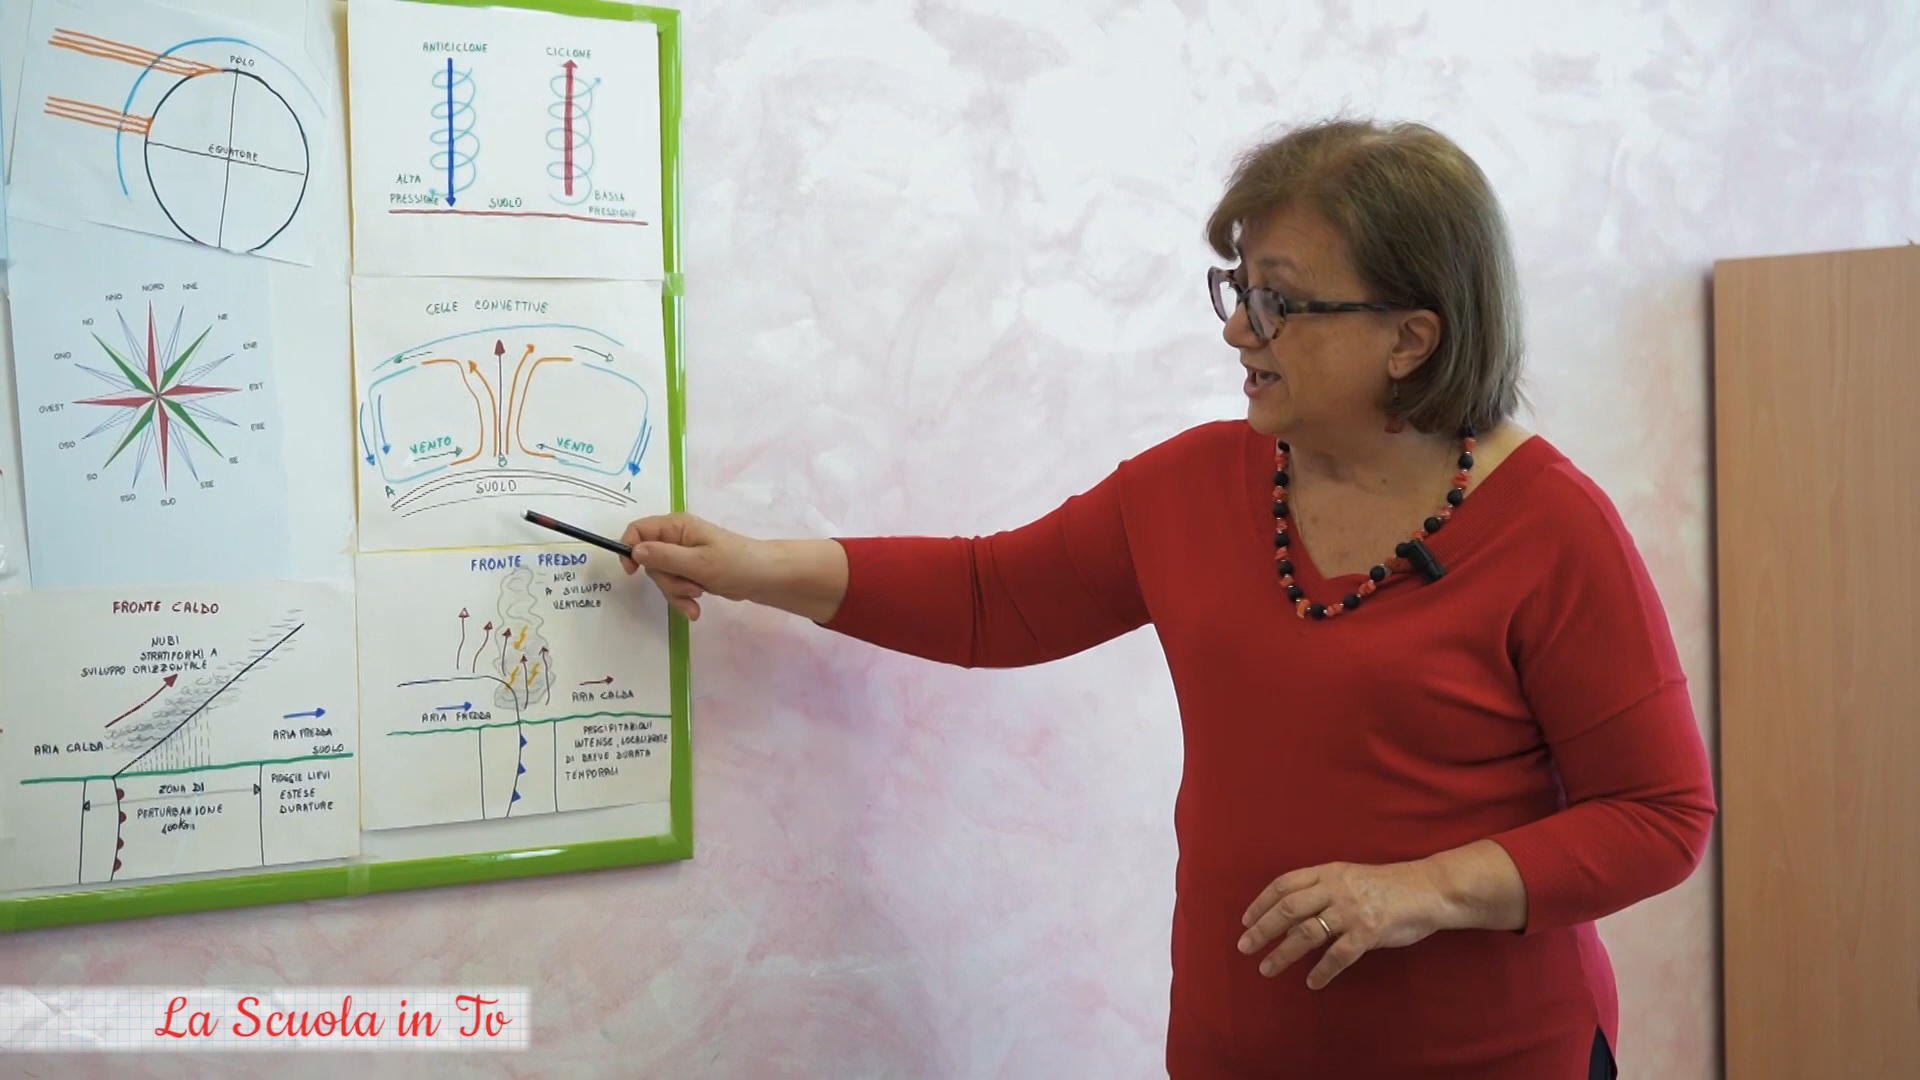 POLO
EQUATORE
ANTICICLONE
CICLONE
ALTA
PRESSIONE
SUOLO
BASSA
PRESSIONE
NNO
NORD
NNE
NO
NE
ONO
ENE
OVEST
EST
OSO
ESE
SO
SE
SSO
SUD
SSE
CELLE CONVETTIVE
VENTO
VENTO
B
A
SUOLO
A
FRONTE CALDO
NUBI
STRATIFORMI A
SVILUPPO ORIZZONTALE
ARIA CALDA
ARIA FREDDA
SUOLO
ZONA DI
PERTURBAZIONE
400Km
PIOGGIE LIEVI
ESTESE
DURATURE
FRONTE FREDDO
NUBI
A SVILUPPO
VERTICALE
ARIA FREDDA
ARIA CALDA
PRECIPITAZIONI
INTENSE, LOCALIZZATE
DI BREVE DURATA
TEMPORALI
La Scuola in Tv